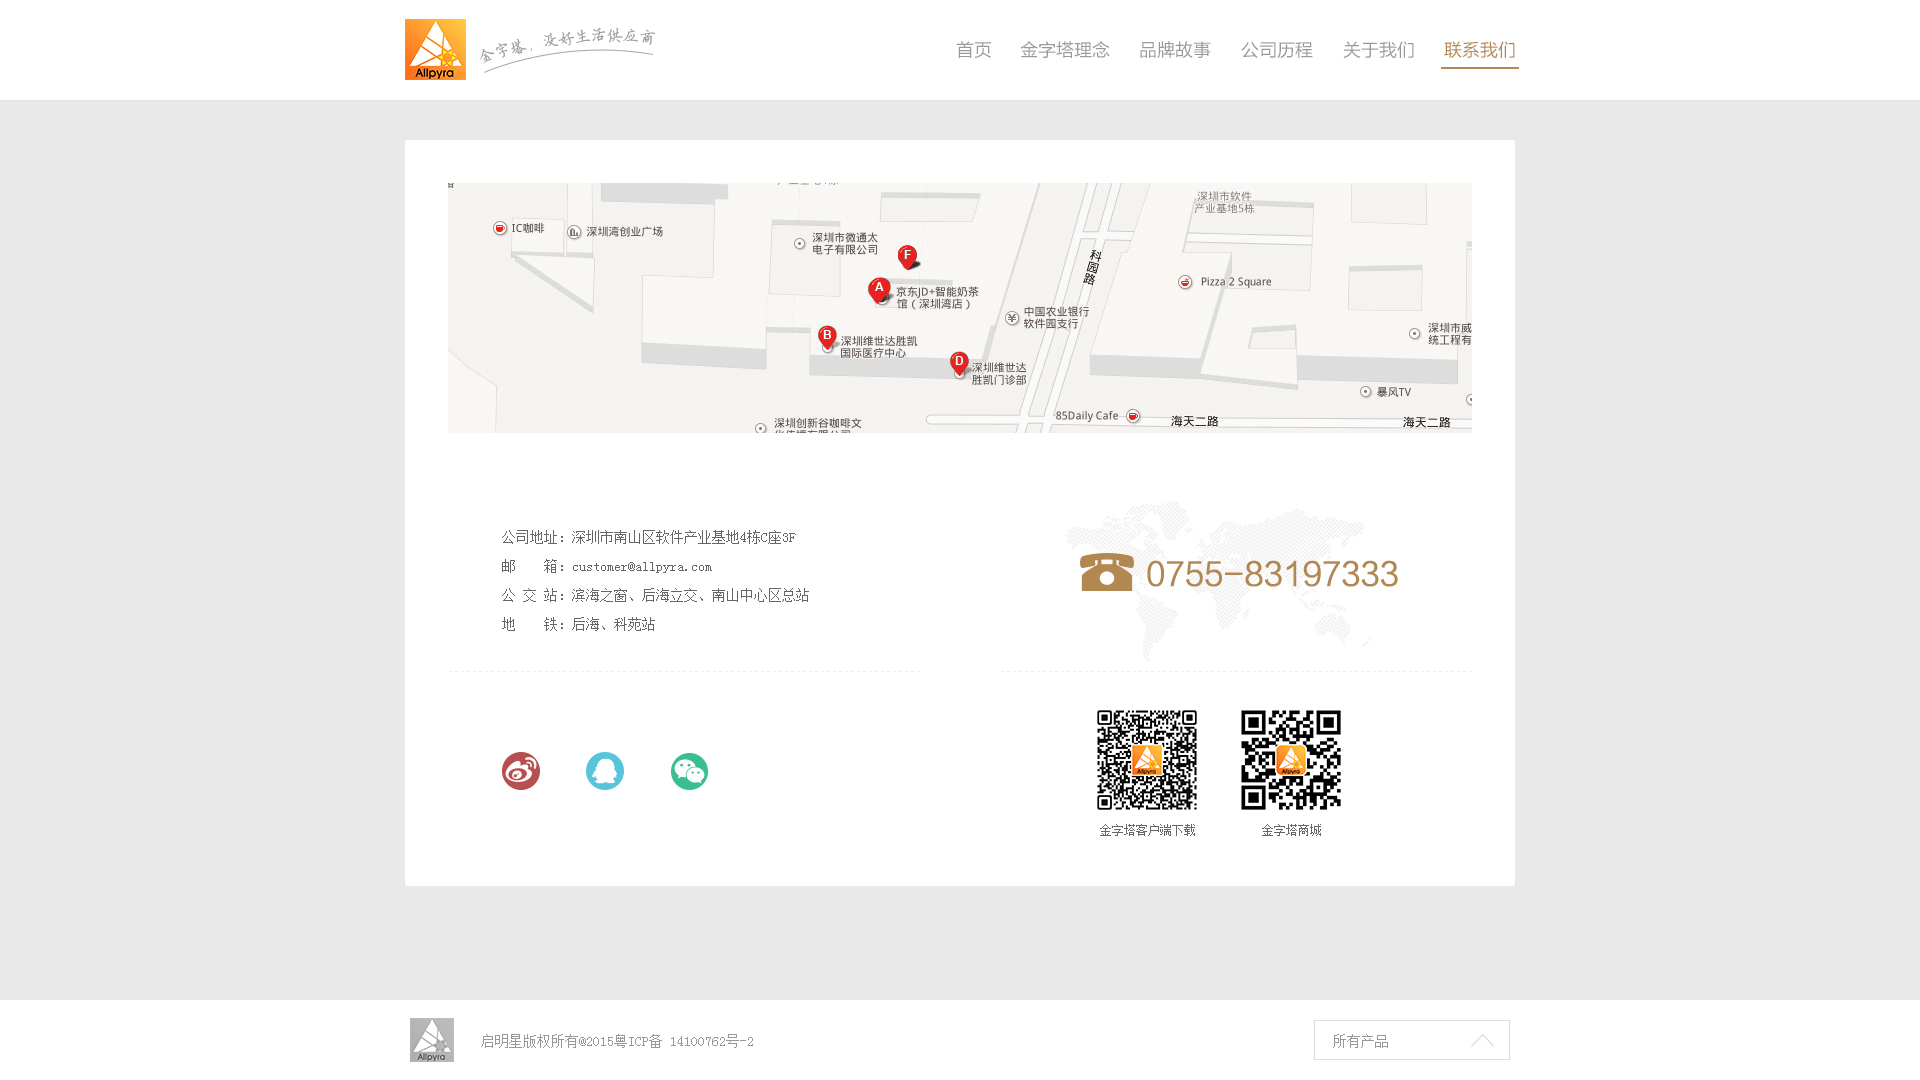 Allpyra
金字塔,没好生活供应商
首页 金字塔理念 品牌故事 公司历程 关于我们 联系我们
深圳市软件
产业基地5栋
IC咖啡
深圳湾创业广场
深圳市微通太
电子有限公司
F
科园路
A
京东JD+智能奶茶
馆(深圳湾店)
Pizza 2 Square
中国农业银行
软件园支行
B
深圳维世达胜凯
国际医疗中心
深圳市威
统工程有
D
深圳维世达
胜凯门诊部
暴风TV
85Daily Cafe
海天二路
海天二路
深圳创新谷咖啡文
公司地址：深圳市南山区软件产业基地4栋C座3F
邮 箱：customer@allpyra.com
公 交 站：滨海之窗、后海立交、南山中心区总站
地 铁：后海、科苑站
0755-83197333
Allpyra
Allpyra
金字塔客户端下载
金字塔商城
Allpyra
启明星版权所有@2015粤ICP备 14100762号-2
所有产品